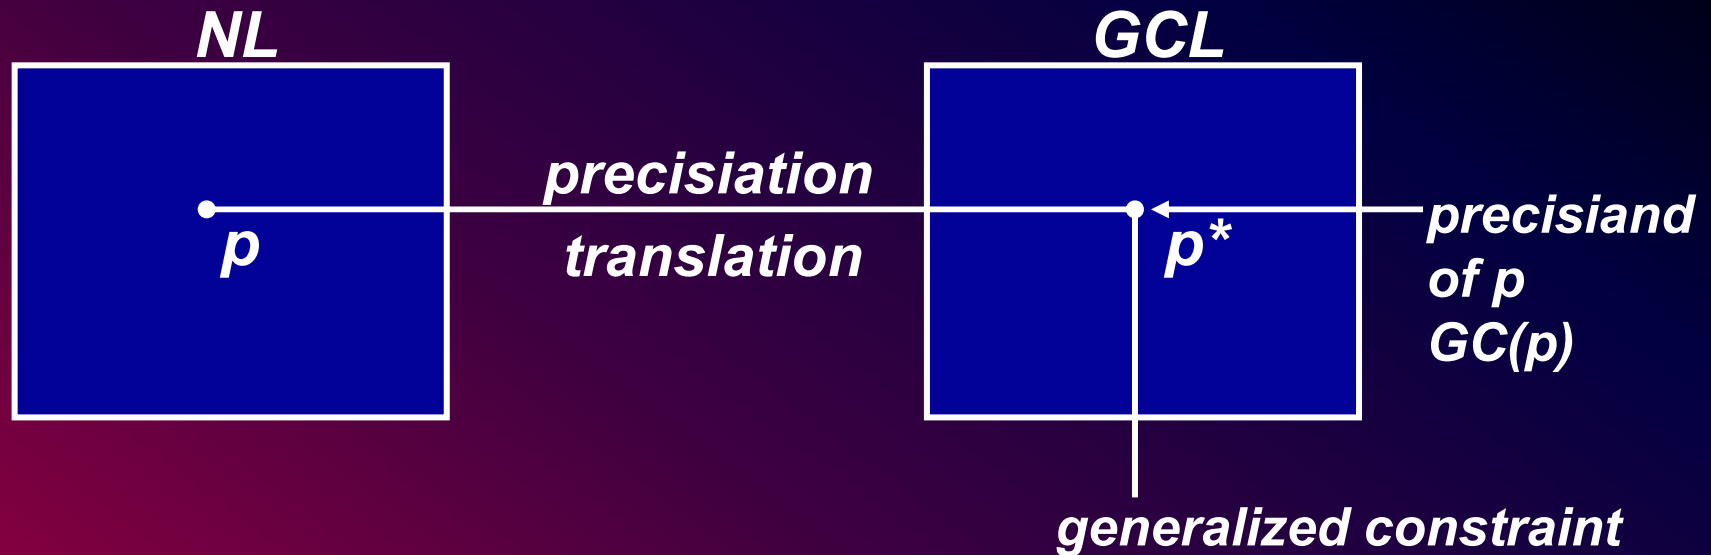 NL
GCL
precisiation
translation
p
p*
precisiand
of p
GC(p)
generalized constraint